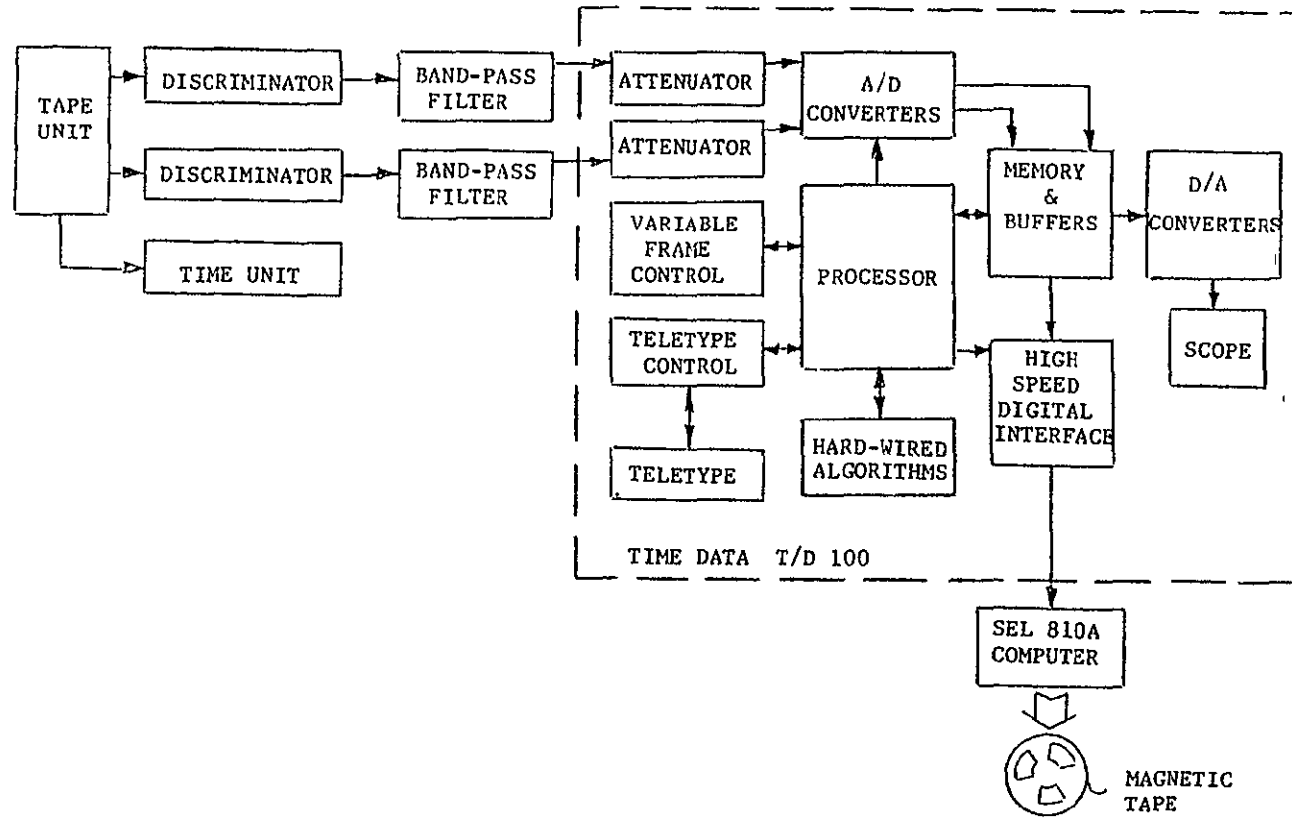 TAPE
UNIT
DISCRIMINATOR
BAND-PASS
FILTER
ATTENUATOR
A/D
CONVERTERS
DISCRIMINATOR
BAND-PASS
FILTER
ATTENUATOR
TIME UNIT
MEMORY
&
BUFFERS
D/A
CONVERTERS
VARIABLE
FRAME
CONTROL
PROCESSOR
TELETYPE
CONTROL
HIGH
SPEED
DIGITAL
INTERFACE
SCOPE
TELETYPE
HARD-WIRED
ALGORITHMS
TIME DATA T/D 100
SEL 810A
COMPUTER
MAGNETIC
TAPE